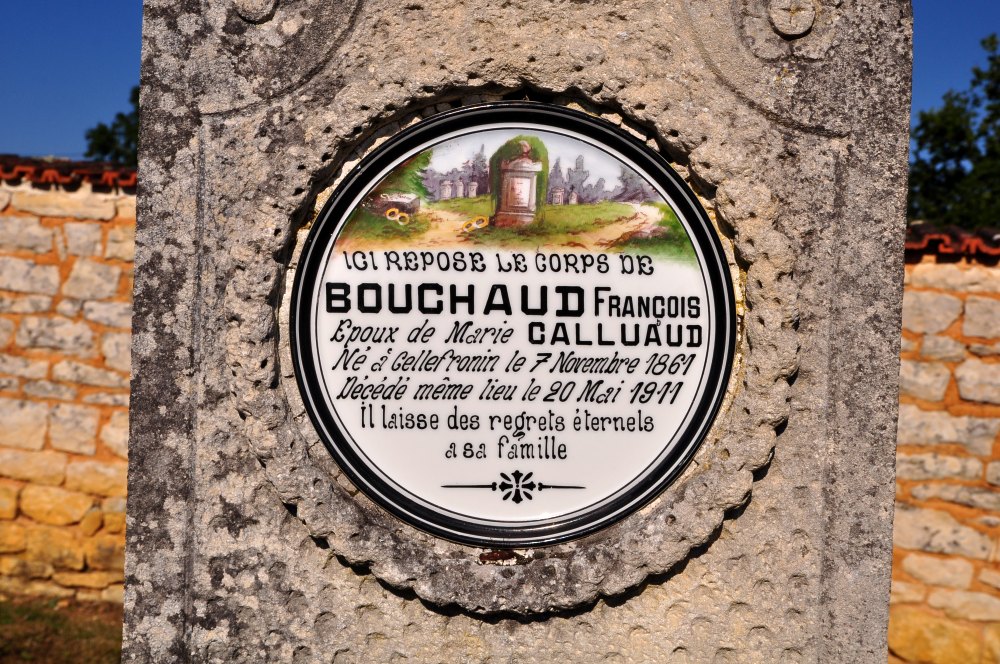 ICI REPOSE LE CORPS DE
BOUCHAUD FRANÇOIS
Epoux de Marie CALLUAUD
Né à Cellefronin le 7 Novembre 1861
Décédé même lieu le 20 Mai 1911
Il laisse des regrets éternels
a sa famille